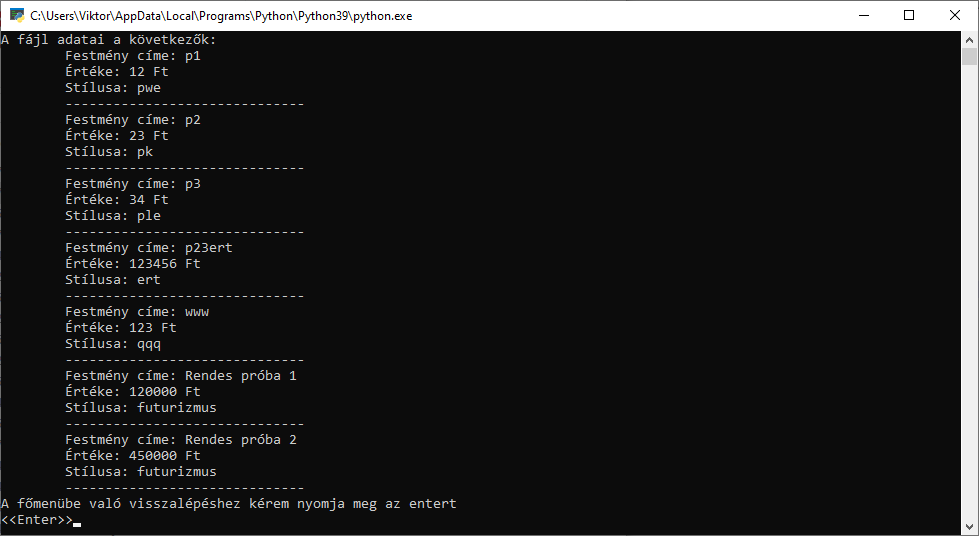 C:\Users\Viktor\AppData\Local\Programs\Python\Python39\python.exe
A fájl adatai a következők:
Festmény címe: p1
Értéke: 12 Ft
Stílusa: pwe
------------------------------
Festmény címe: p2
Értéke: 23 Ft
Stílusa: pk
------------------------------
Festmény címe: p3
Értéke: 34 Ft
Stílusa: ple
------------------------------
Festmény címe: p23ert
Értéke: 123456 Ft
Stílusa: ert
------------------------------
Festmény címe: www
Értéke: 123 Ft
Stílusa: qqq
------------------------------
Festmény címe: Rendes próba 1
Értéke: 120000 Ft
Stílusa: futurizmus
------------------------------
Festmény címe: Rendes próba 2
Értéke: 450000 Ft
Stílusa: futurizmus
------------------------------
A főmenübe való visszalépéshez kérem nyomja meg az entert
<<Enter>>